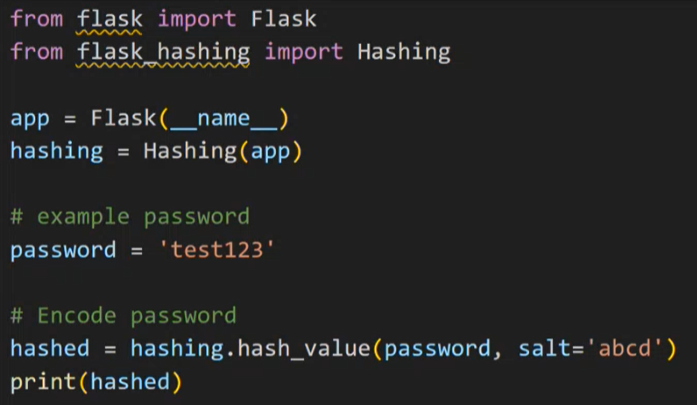 from flask import Flask
from flask_hashing import Hashing
app = Flask(__name__)
hashing = Hashing(app)
# example password
password = 'test123'
# Encode password
hashed = hashing.hash_value(password, salt='abcd')
print(hashed)